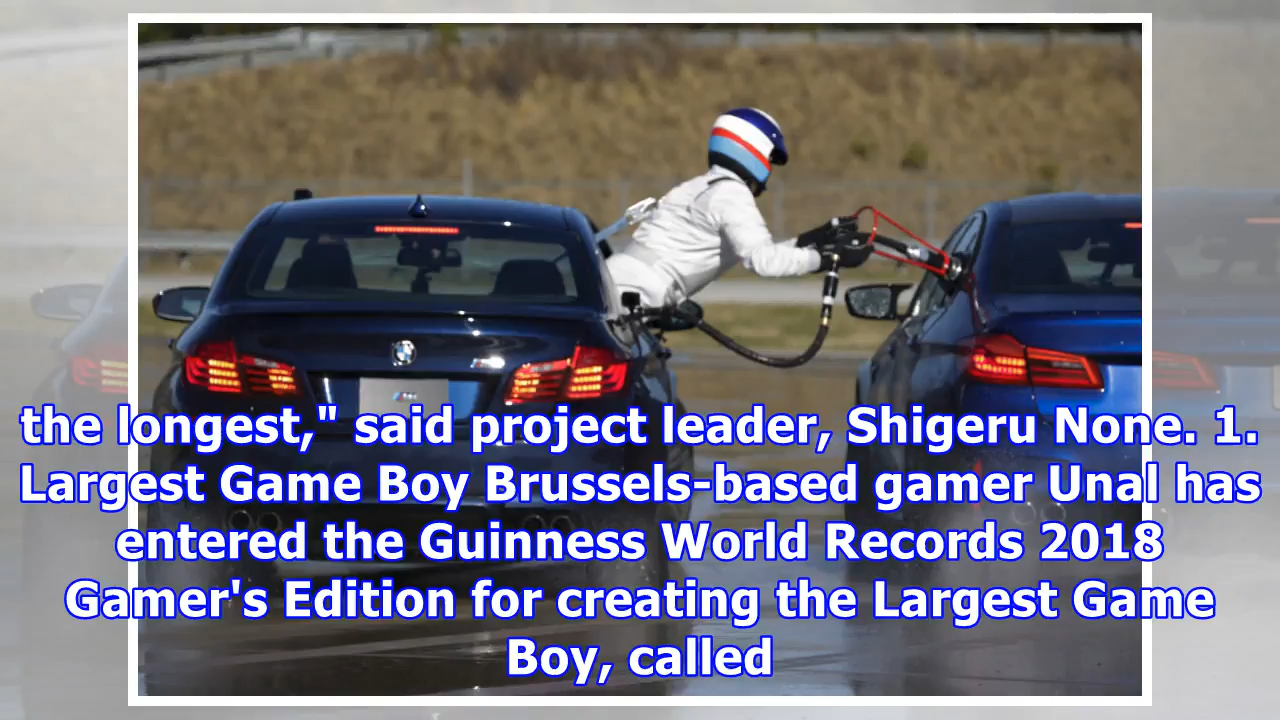 the longest," said project leader, Shigeru None. 1.
Largest Game Boy Brussels-based gamer Unal has
entered the Guinness World Records 2018
Gamer's Edition for creating the Largest Game
Boy, called